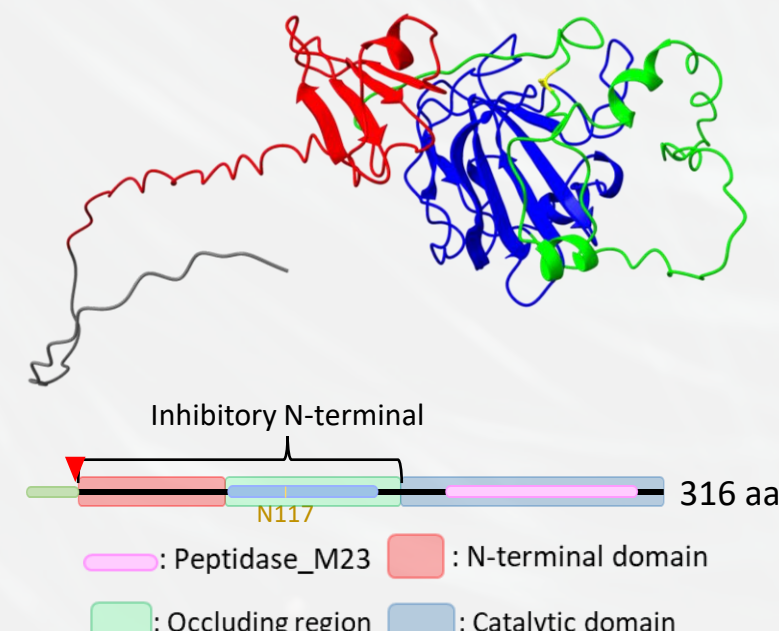 Inhibitory N-terminal
316 aa
N117
: Peptidase_M23
: N-terminal domain
: Occluding region
: Catalytic domain